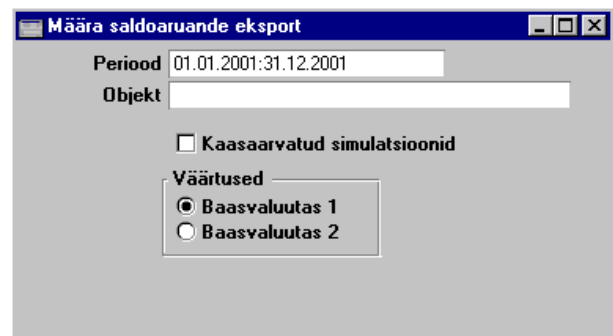 Määra saldoaruande eksport
Periood 01.01.2001:31.12.2001
Objekt
Kaasaarvatud simulatsioonid
Väärtused
Baasvaluutas 1
Baasvaluutas 2